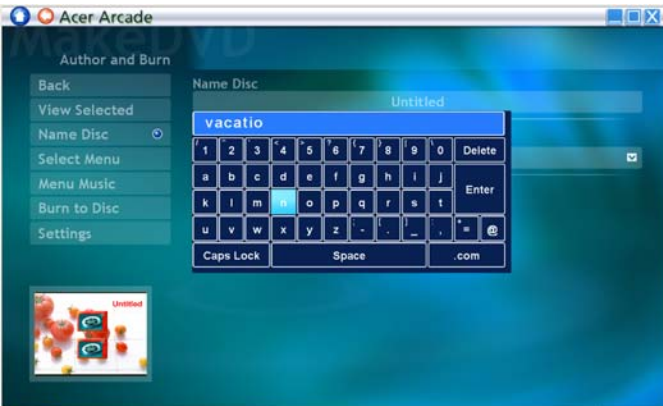 Acer Arcade
MakeDVD
Author and Burn
Back
View Selected
Name Disc
Select Menu
Menu Music
Burn to Disc
Settings
Name Disc
Untitled
vacatio
1 2 3 < 4 > 5 ? 6 { 7 } 8 [ 9 \ 0 Delete
a b c d e f g h i j
Enter
k l m n o p q r s t
u v w x y z - . _ , * = @
Caps Lock Space .com
Untitled